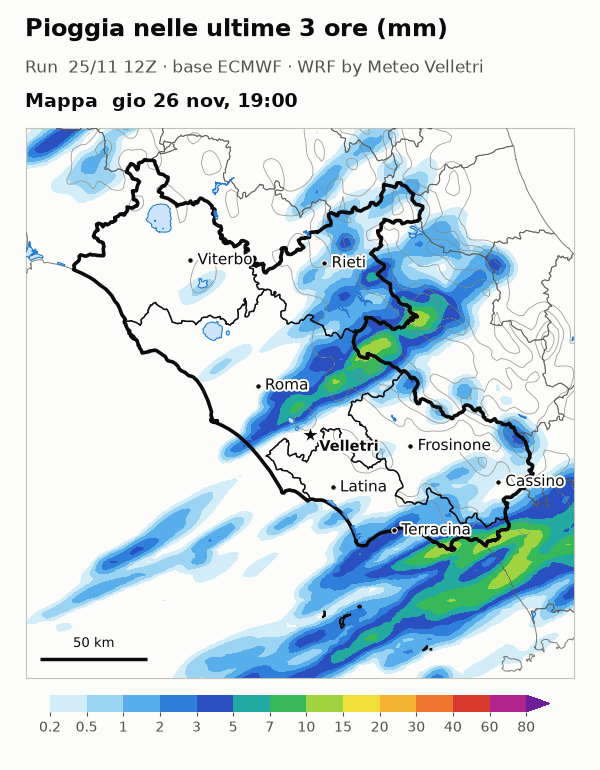 Pioggia nelle ultime 3 ore (mm)
Run  25/11 12Z · base ECMWF · WRF by Meteo Velletri
Mappa  gio 26 nov, 19:00
Viterbo
Rieti
Roma
Velletri
Frosinone
Latina
Cassino
Terracina
50 km
0.2 0.5 1 2 3 5 7 10 15 20 30 40 60 80